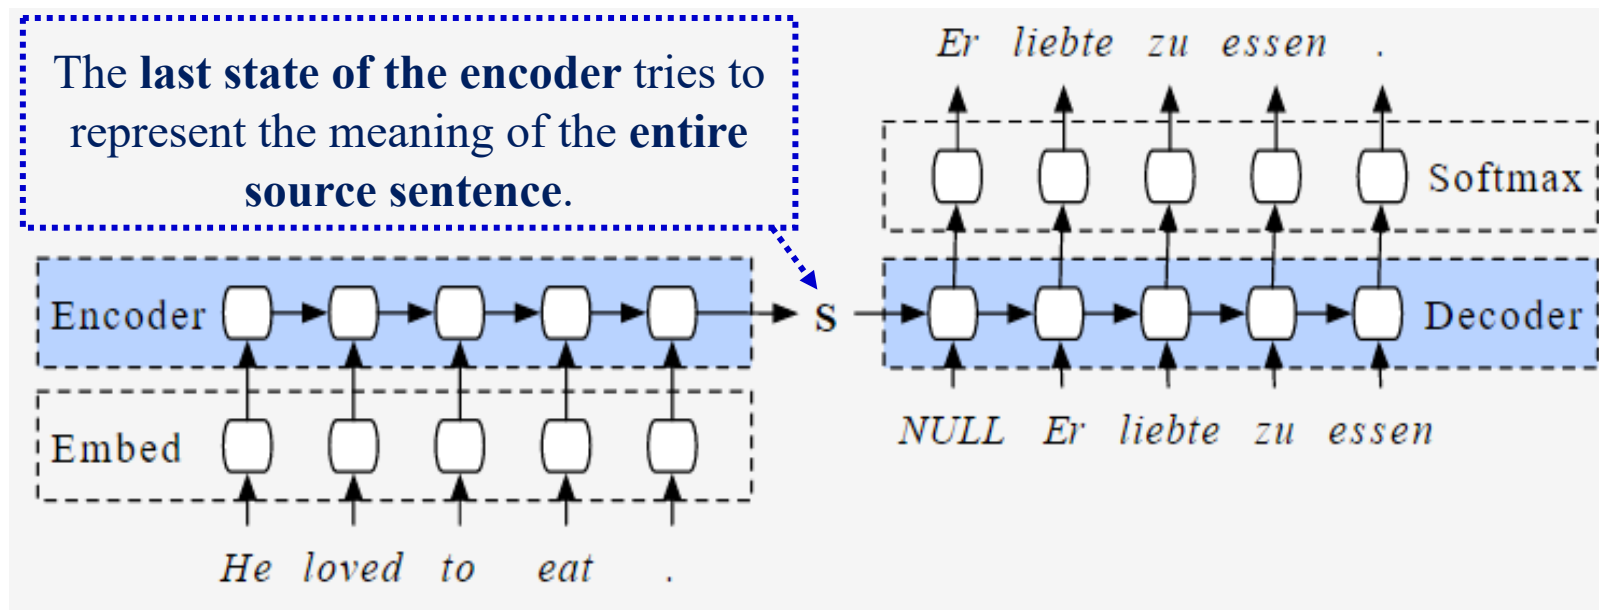 The last state of the encoder tries to
represent the meaning of the entire
source sentence.
Er liebte zu essen .
Softmax
Encoder
S
Decoder
Embed
NULL Er liebte zu essen
He loved to eat .